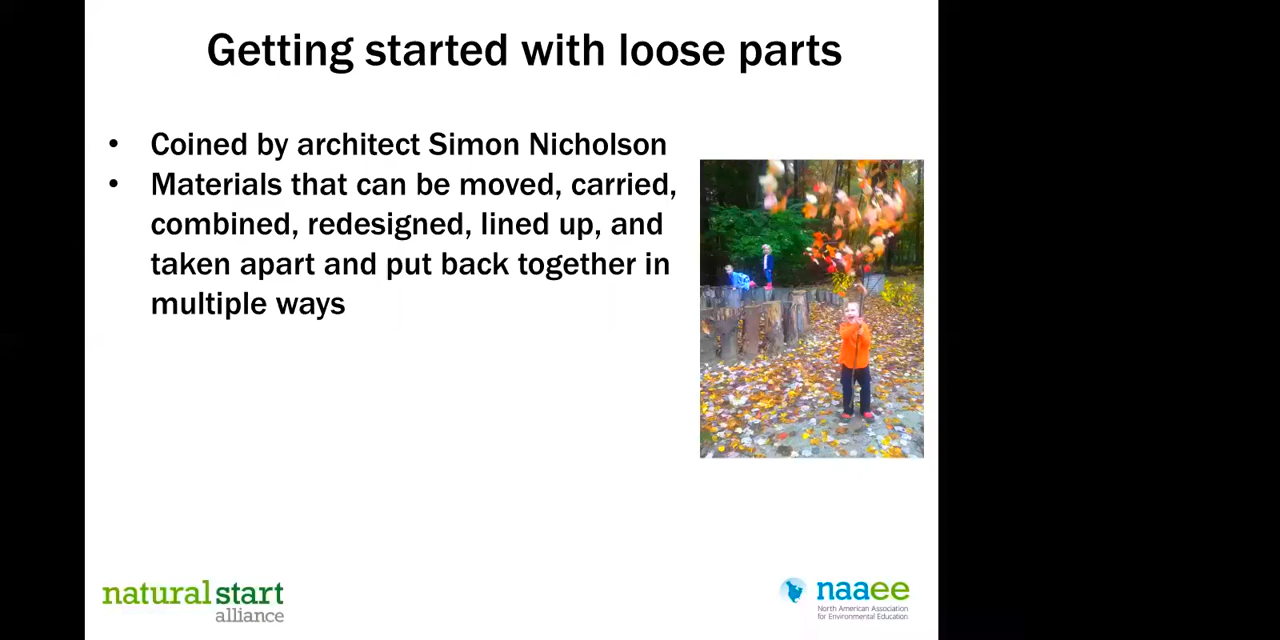 Getting started with loose parts
• Coined by architect Simon Nicholson
• Materials that can be moved, carried,
combined, redesigned, lined up, and
taken apart and put back together in
multiple ways
natural start
alliance
naaee
North American Association
for Environmental Education